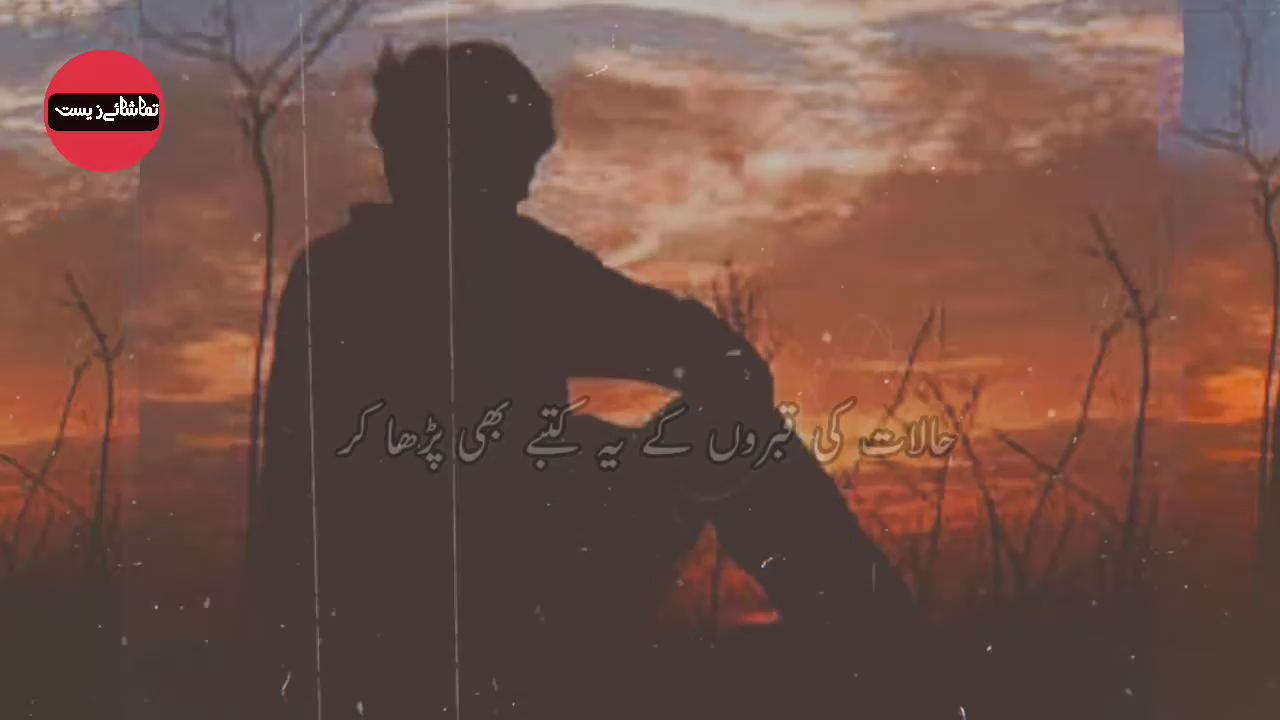 تماشائے زیست
حالات کی قبروں کے یہ کتبے بھی پڑھا کر